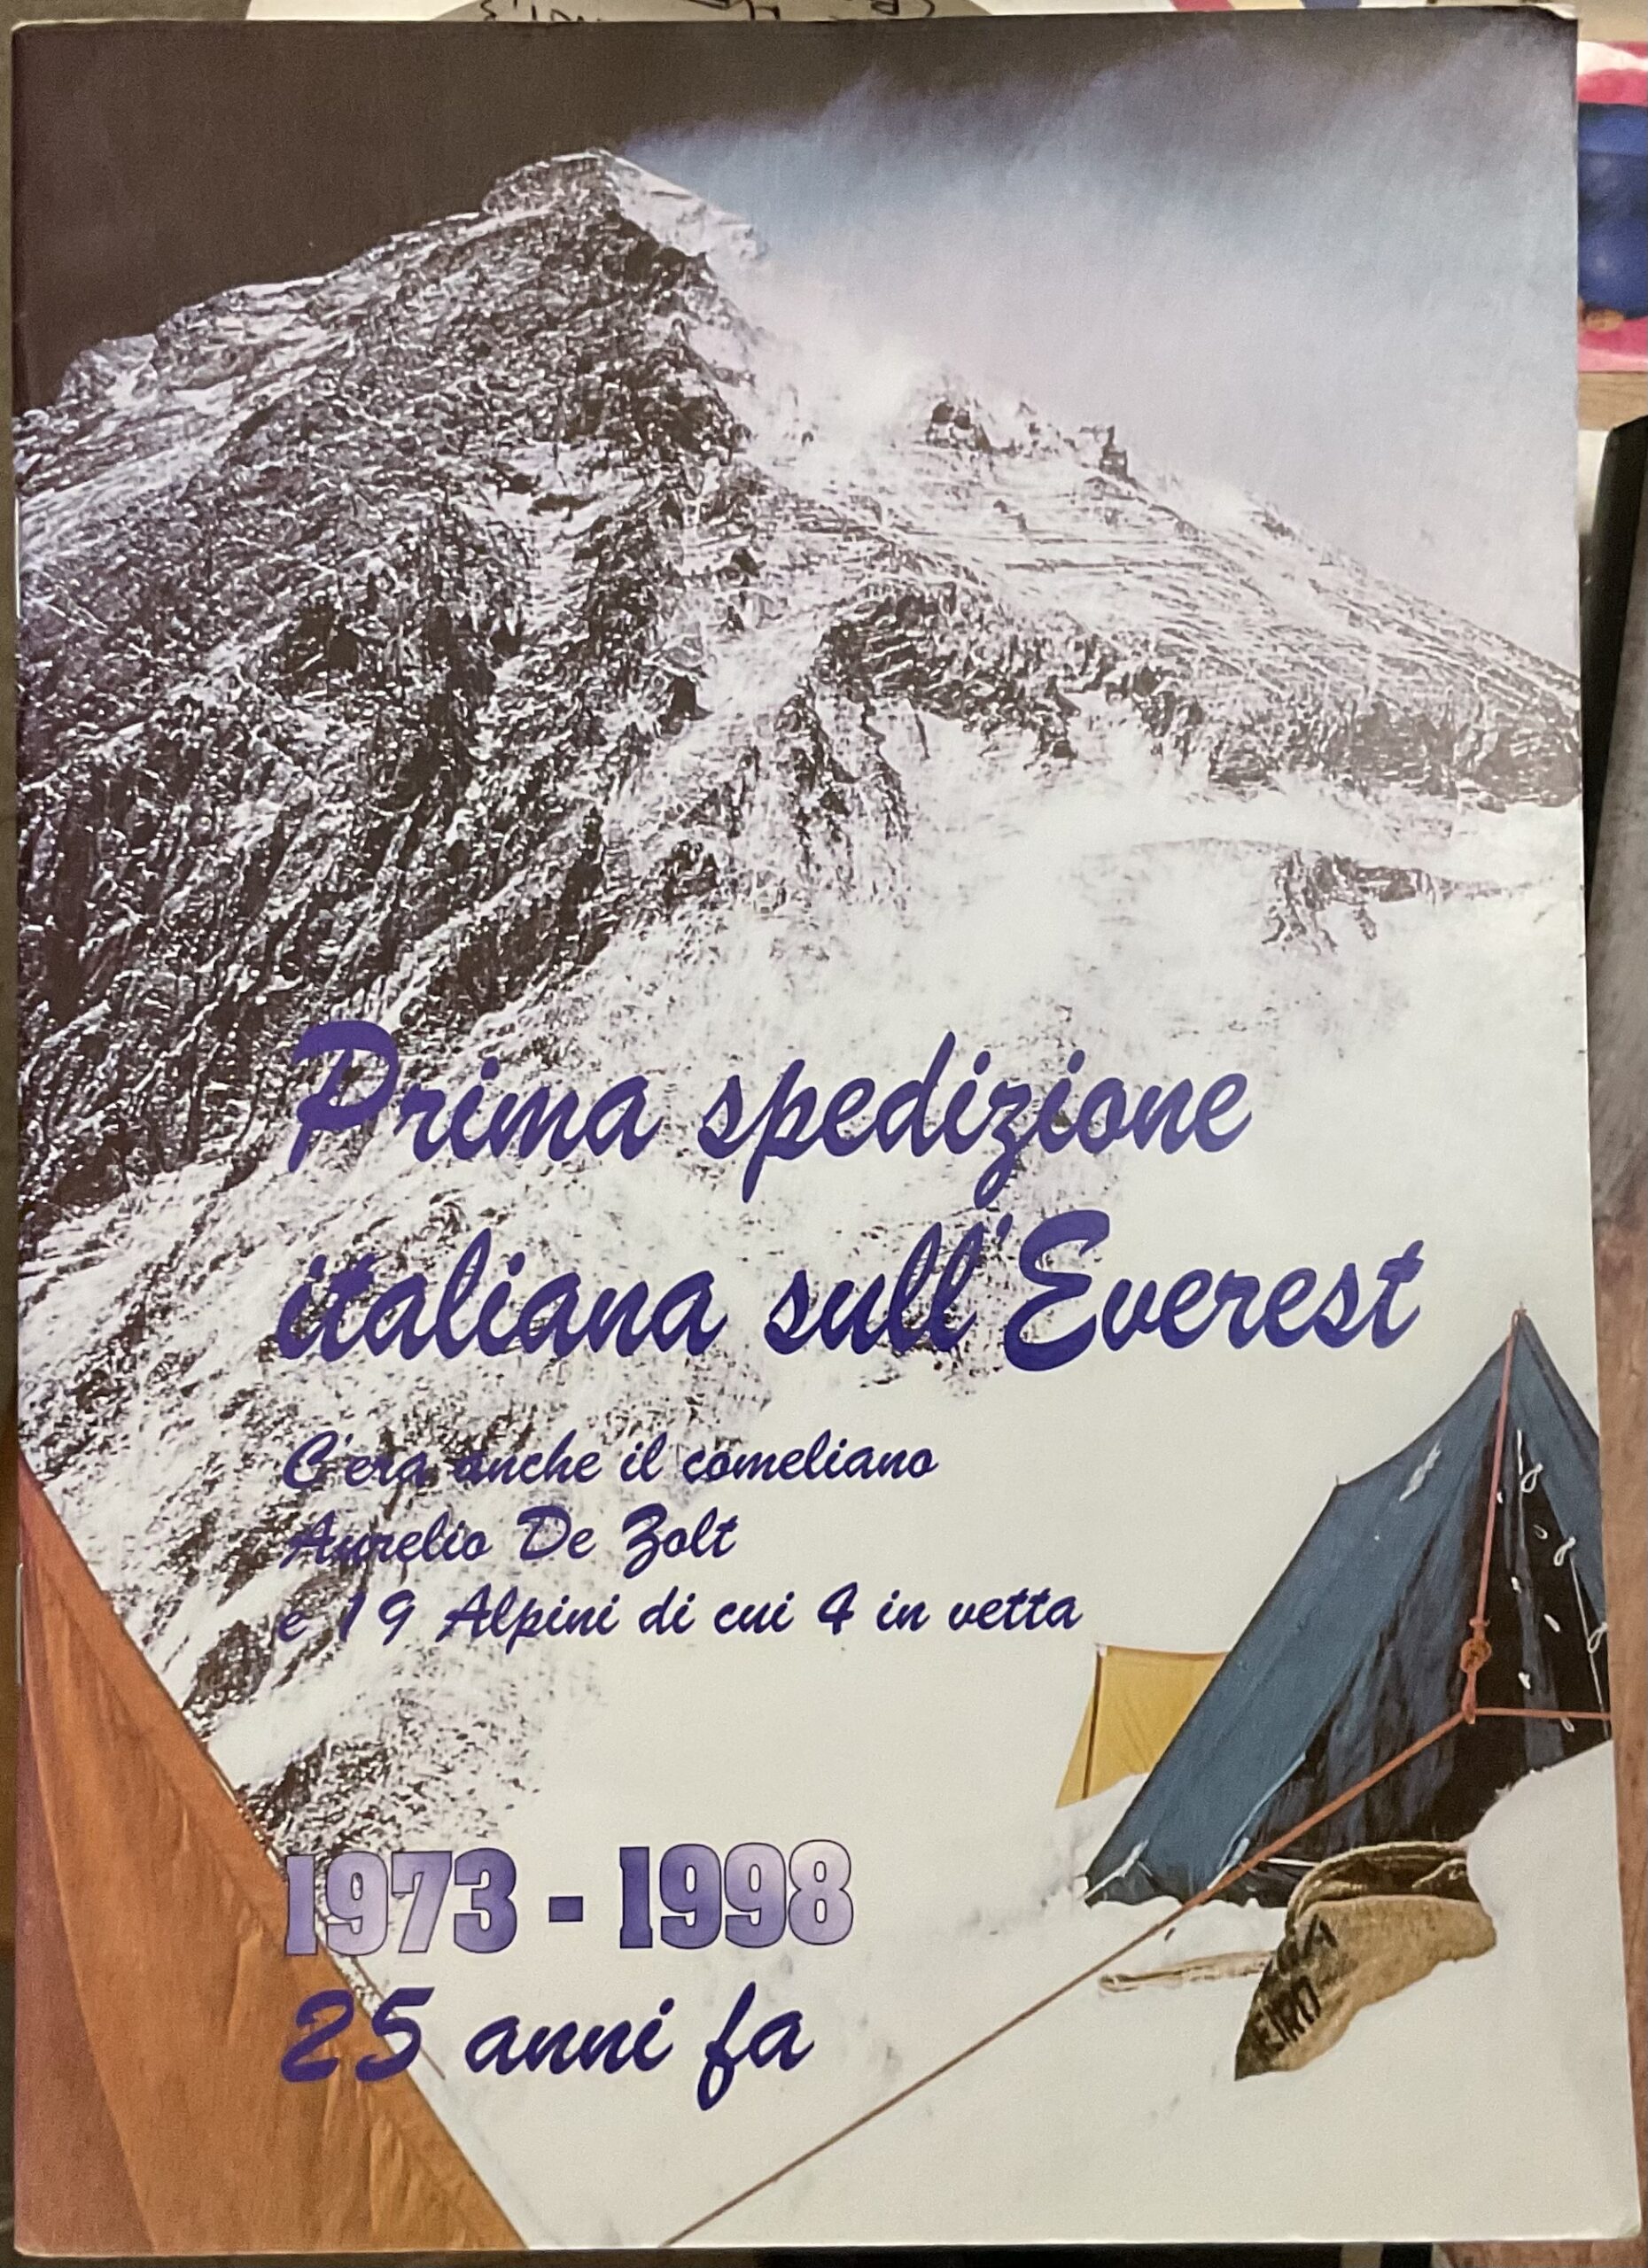 Prima spedizione
italiana sull'Everest
C'era anche il comeliano
Aurelio De Zolt
e 19 Alpini di cui 4 in vetta
1973 - 1998
25 anni fa